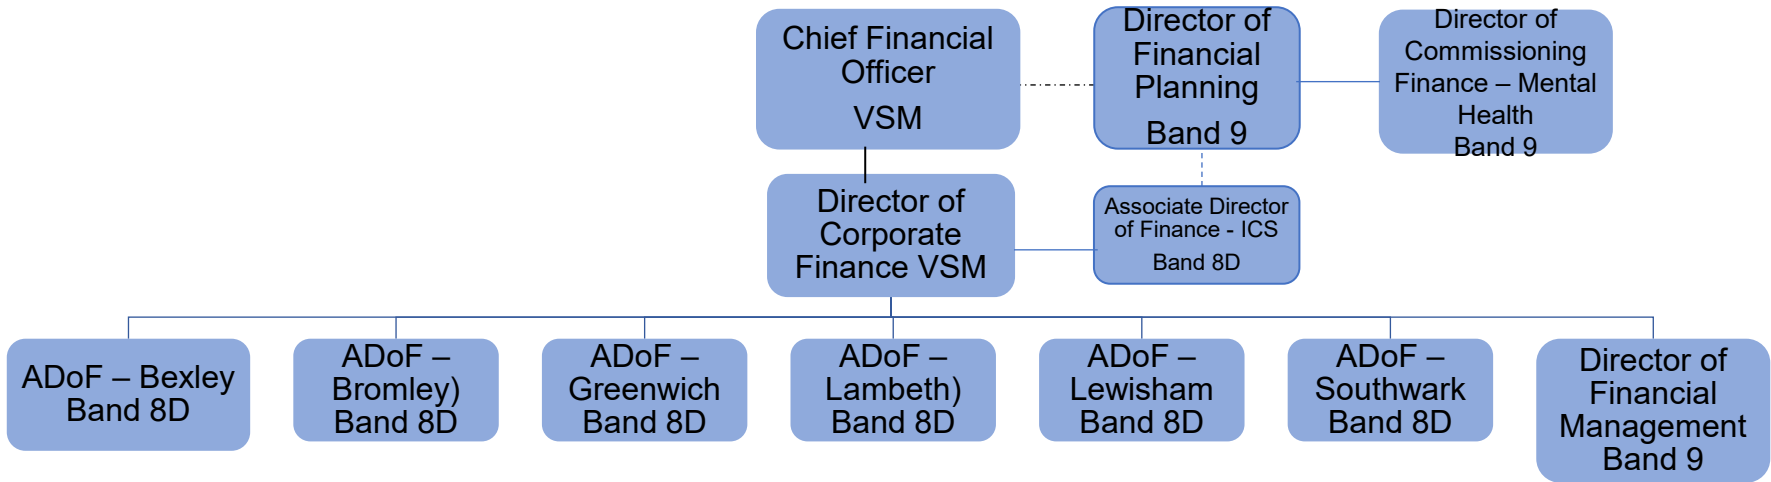 Chief Financial
Officer
VSM
Director of
Financial
Planning
Band 9
Director of
Commissioning
Finance – Mental
Health
Band 9
Director of
Corporate
Finance VSM
Associate Director
of Finance - ICS
Band 8D
ADoF – Bexley
Band 8D
ADoF –
Bromley)
Band 8D
ADoF –
Greenwich
Band 8D
ADoF –
Lambeth)
Band 8D
ADoF –
Lewisham
Band 8D
ADoF –
Southwark
Band 8D
Director of
Financial
Management
Band 9